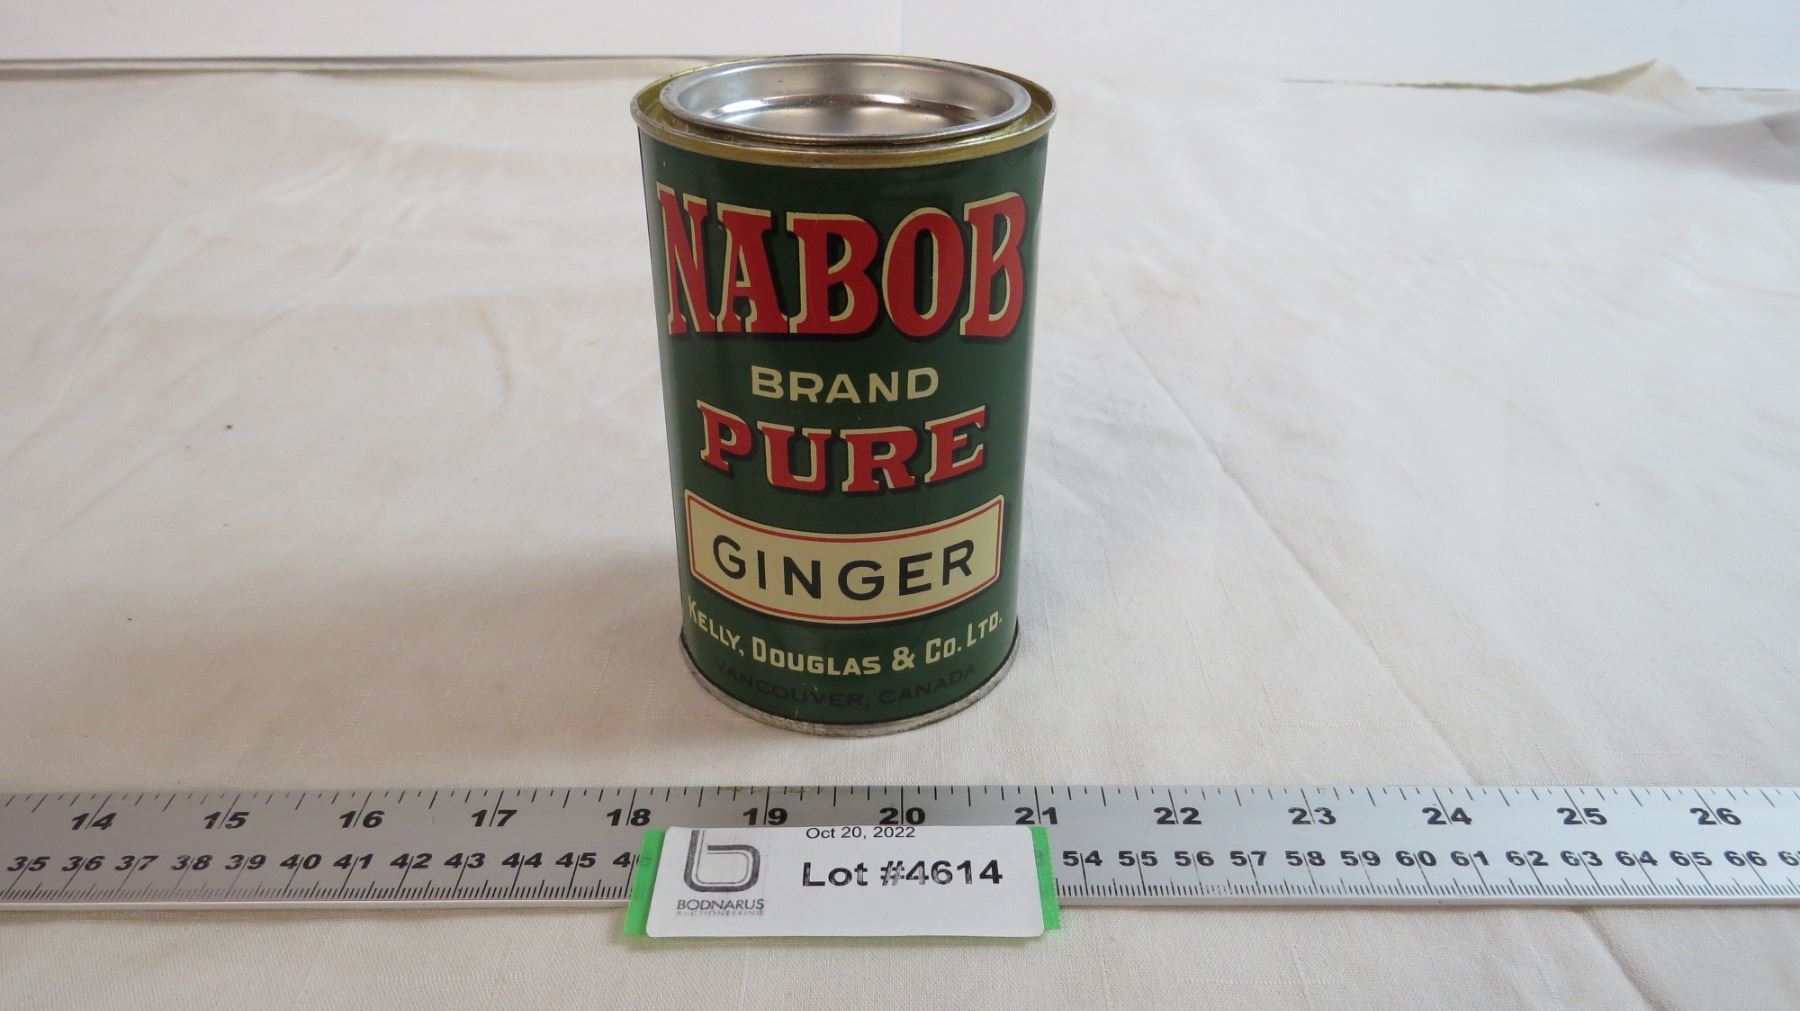 NABOB
BRAND
PURE
GINGER
KELLY, DOUGLAS & CO. LTD.
VANCOUVER, CANADA
14 15 16 17 18 19 20 21 22 23 24 25 26
35 36 37 38 39 40 41 42 43 44 45 54 55 56 57 58 59 60 61 62 63 64 65 66
Oct 20, 2022
Lot #4614
b
BODNARUS
AUCTIONEERING